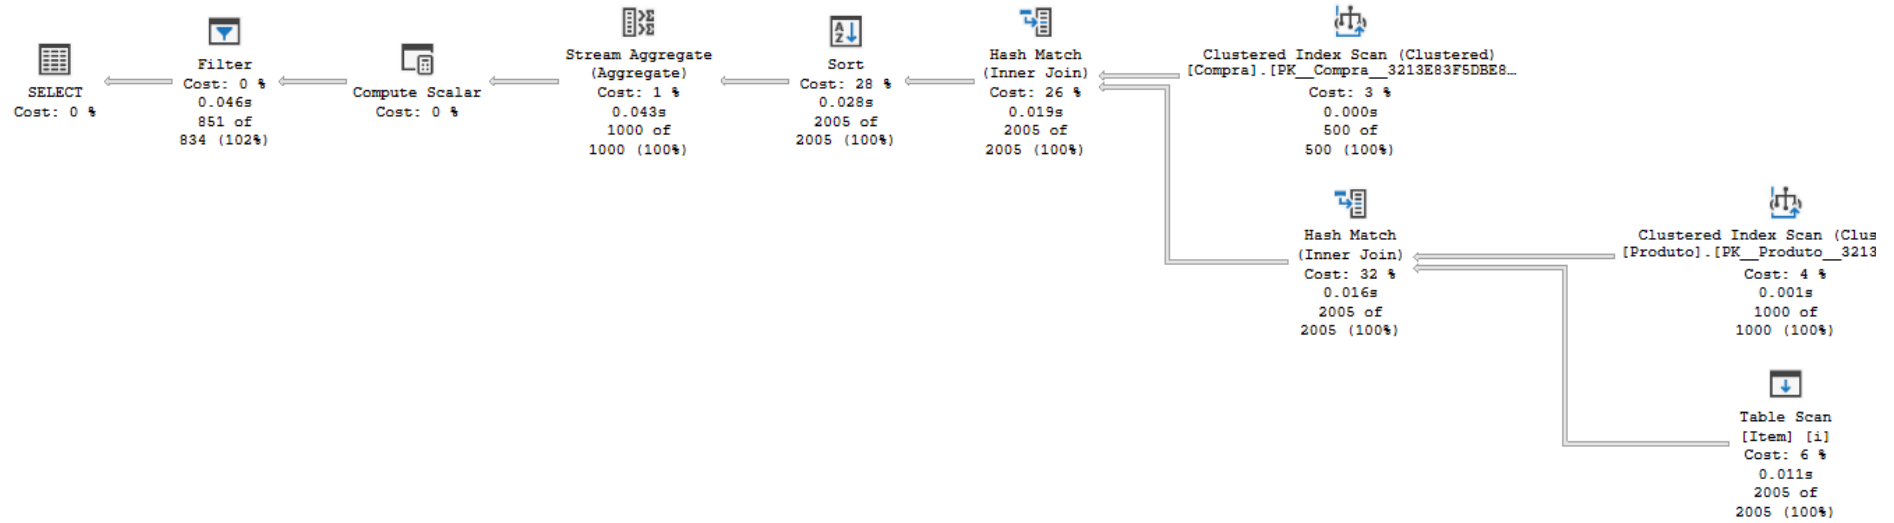 SELECT
Cost: 0 %
Filter
Cost: 0 %
0.046s
851 of
834 (102%)
Compute Scalar
Cost: 0 %
Stream Aggregate
(Aggregate)
Cost: 1 %
0.043s
1000 of
1000 (100%)
Sort
Cost: 28 %
0.028s
2005 of
2005 (100%)
Hash Match
(Inner Join)
Cost: 26 %
0.019s
2005 of
2005 (100%)
Clustered Index Scan (Clustered)
[Compra].[PK__Compra__3213E83F5DBE8…
Cost: 3 %
0.000s
500 of
500 (100%)
Hash Match
(Inner Join)
Cost: 32 %
0.016s
2005 of
2005 (100%)
Clustered Index Scan (Clus
[Produto].[PK__Produto__3213
Cost: 4 %
0.001s
1000 of
1000 (100%)
Table Scan
[Item] [i]
Cost: 6 %
0.011s
2005 of
2005 (100%)